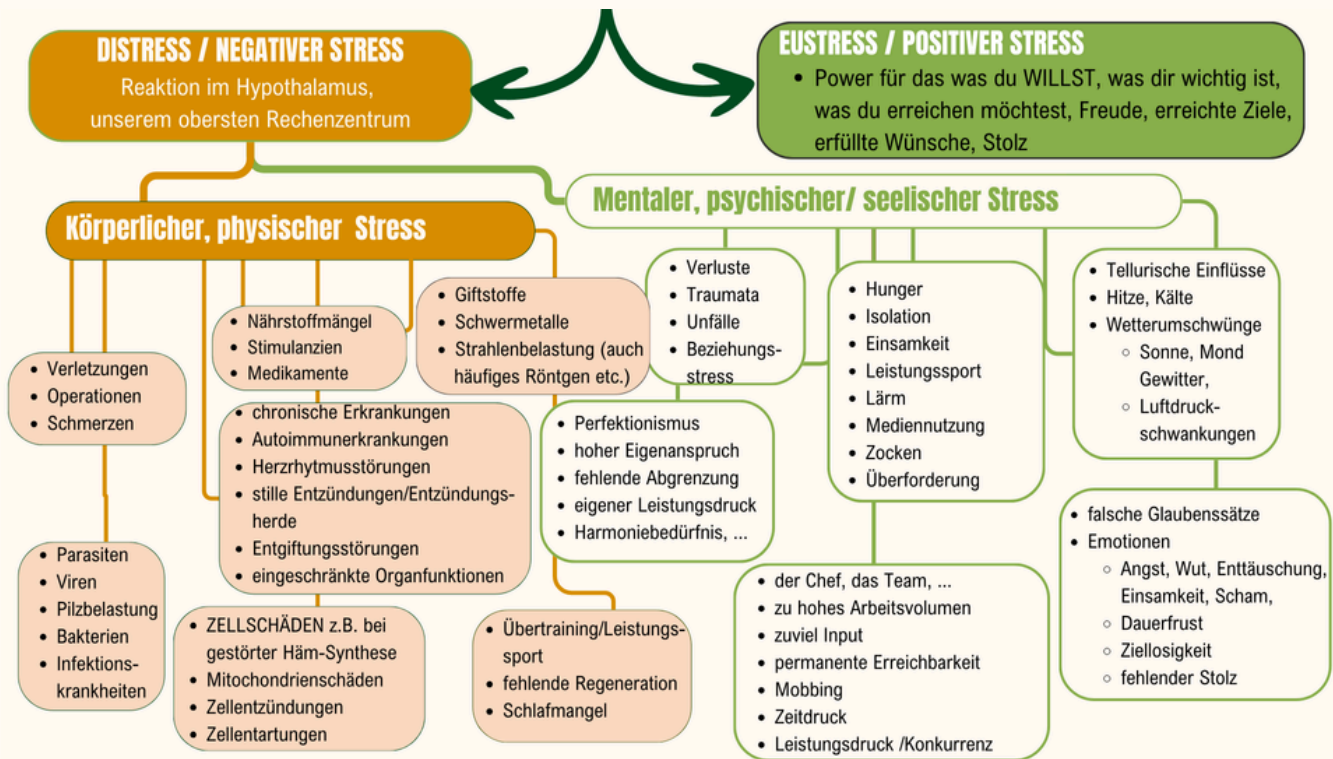 DISTRESS / NEGATIVER STRESS
Reaktion im Hypothalamus,
unserem obersten Rechenzentrum
EUSTRESS / POSITIVER STRESS
• Power für das was du WILLST, was dir wichtig ist,
was du erreichen möchtest, Freude, erreichte Ziele,
erfüllte Wünsche, Stolz
Körperlicher, physischer Stress
• Verletzungen
• Operationen
• Schmerzen
• Parasiten
• Viren
• Pilzbelastung
• Bakterien
• Infektions-
krankheiten
• Nährstoffmängel
• Stimulanzien
• Medikamente
• chronische Erkrankungen
• Autoimmunerkrankungen
• Herzrhytmusstörungen
• stille Entzündungen/Entzündungs-
herde
• Entgiftungsstörungen
• eingeschränkte Organfunktionen
• ZELLSCHÄDEN z.B. bei
gestörter Häm-Synthese
• Mitochondrienschäden
• Zellentzündungen
• Zellentartungen
• Giftstoffe
• Schwermetalle
• Strahlenbelastung (auch
häufiges Röntgen etc.)
• Übertraining/Leistungs-
sport
• fehlende Regeneration
• Schlafmangel
Mentaler, psychischer/ seelischer Stress
• Verluste
• Traumata
• Unfälle
• Beziehungs-
stress
• Perfektionismus
• hoher Eigenanspruch
• fehlende Abgrenzung
• eigener Leistungsdruck
• Harmoniebedürfnis, ...
• Hunger
• Isolation
• Einsamkeit
• Leistungssport
• Lärm
• Mediennutzung
• Zocken
• Überforderung
• der Chef, das Team, ...
• zu hohes Arbeitsvolumen
• zuviel Input
• permanente Erreichbarkeit
• Mobbing
• Zeitdruck
• Leistungsdruck /Konkurrenz
• Tellurische Einflüsse
• Hitze, Kälte
• Wetterumschwünge
○ Sonne, Mond
Gewitter,
○ Luftdruck-
schwankungen
• falsche Glaubenssätze
• Emotionen
○ Angst, Wut, Enttäuschung,
Einsamkeit, Scham,
○ Dauerfrust
○ Ziellosigkeit
○ fehlender Stolz